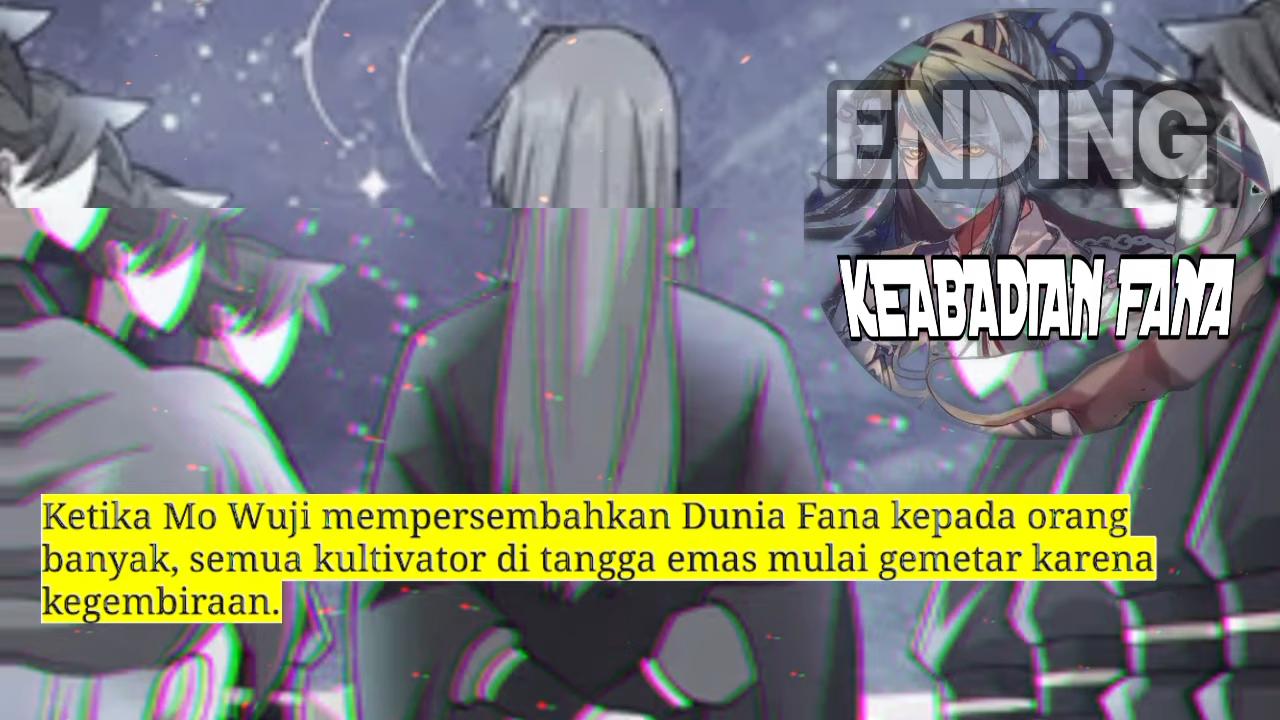 ENDING
KEABADIAN FANA
Ketika Mo Wuji mempersembahkan Dunia Fana kepada orang
banyak, semua kultivator di tangga emas mulai gemetar karena
kegembiraan.